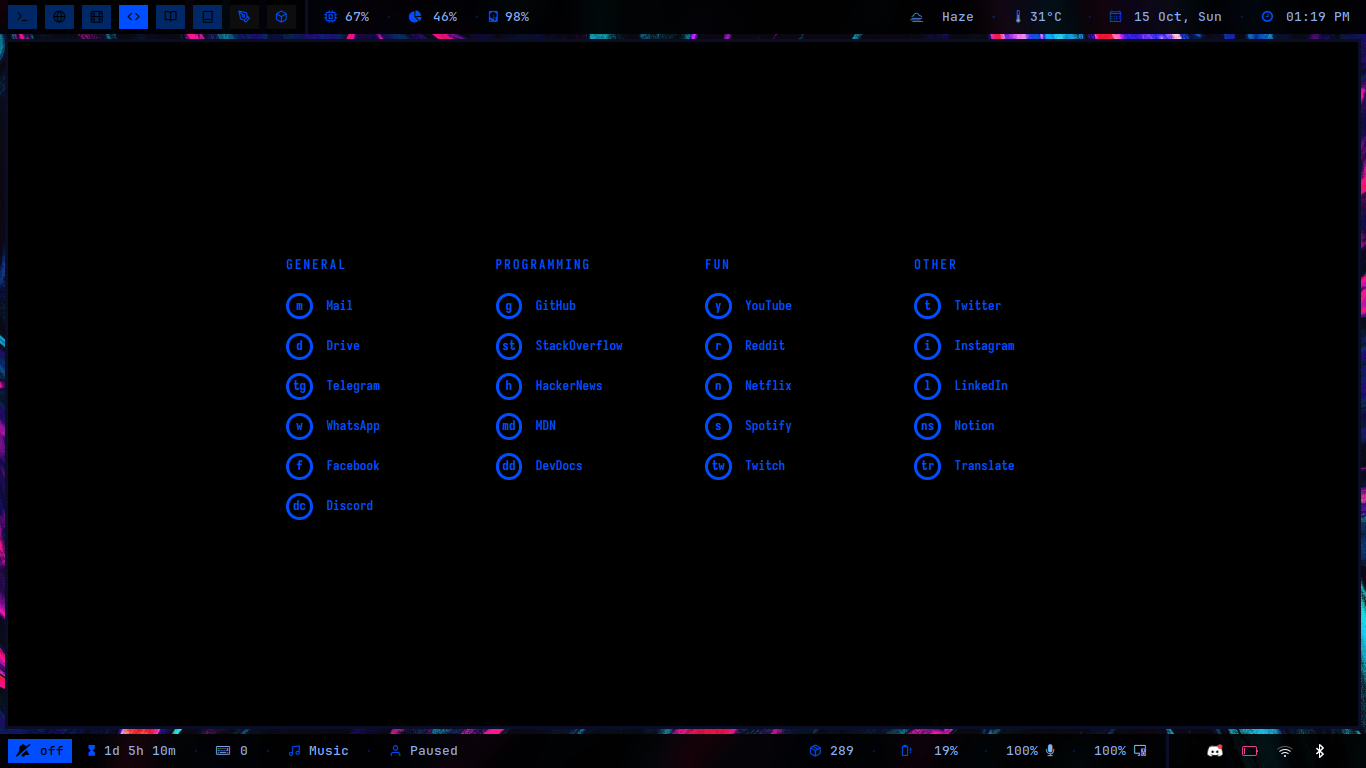 67% 46% 98% Haze 31°C 15 Oct, Sun 01:19 PM
GENERAL
m Mail
d Drive
tg Telegram
w WhatsApp
f Facebook
dc Discord
PROGRAMMING
g GitHub
st StackOverflow
h HackerNews
md MDN
dd DevDocs
FUN
y YouTube
r Reddit
n Netflix
s Spotify
tw Twitch
OTHER
t Twitter
i Instagram
l LinkedIn
ns Notion
tr Translate
off 1d 5h 10m 0 Music Paused 289 19% 100% 100%